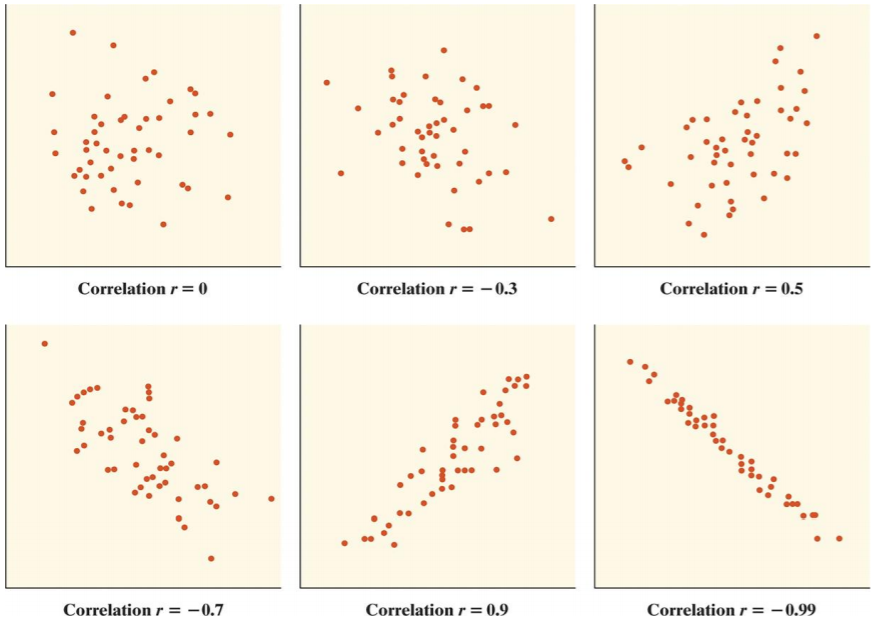 Correlation r = 0
Correlation r = −0.3
Correlation r = 0.5
Correlation r = −0.7
Correlation r = 0.9
Correlation r = −0.99